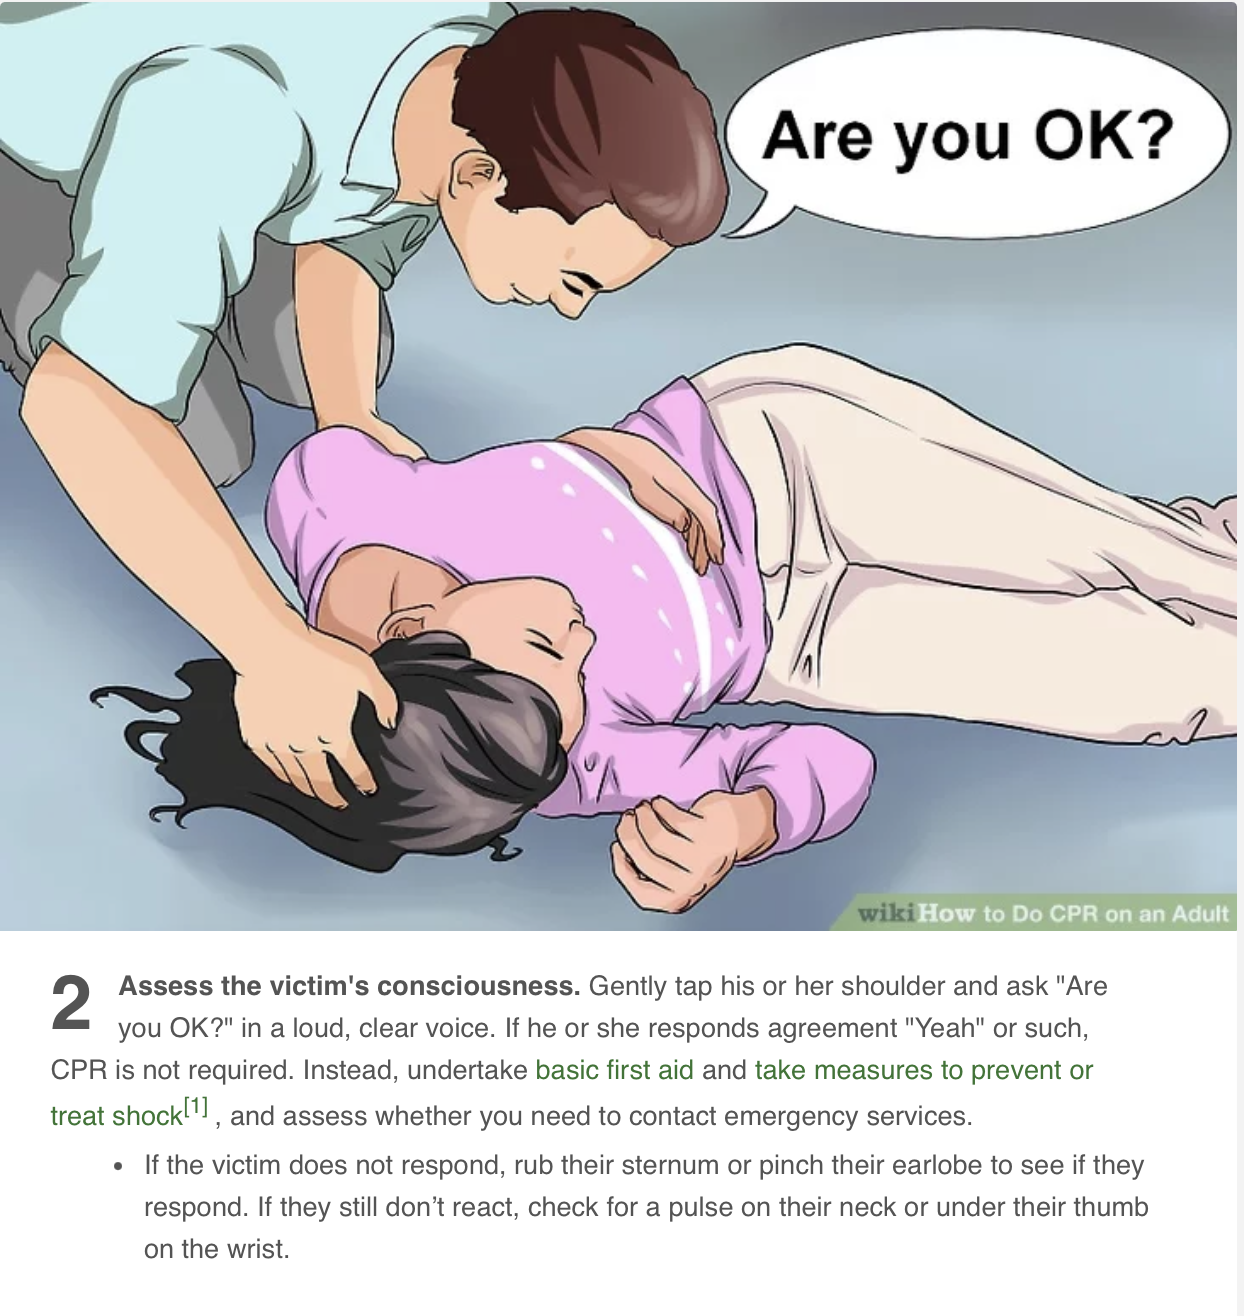 Are you OK?
wikiHow to Do CPR on an Adult
2 Assess the victim's consciousness. Gently tap his or her shoulder and ask "Are
you OK?" in a loud, clear voice. If he or she responds agreement "Yeah" or such,
CPR is not required. Instead, undertake basic first aid and take measures to prevent or
treat shock[1] , and assess whether you need to contact emergency services.
• If the victim does not respond, rub their sternum or pinch their earlobe to see if they
respond. If they still don’t react, check for a pulse on their neck or under their thumb
on the wrist.